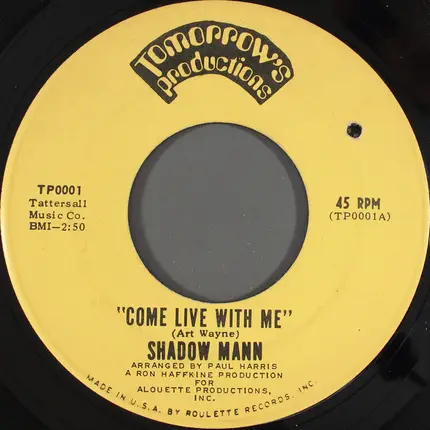 TOMORROW'S
PRODUCTIONS
TP0001
Tattersall
Music Co.
BMI-2:50
45 RPM
(TP0001A)
"COME LIVE WITH ME"
(Art Wayne)
SHADOW MANN
ARRANGED BY PAUL HARRIS
A RON HAFFKINE PRODUCTION
FOR
ALOUETTE PRODUCTIONS,
INC.
MADE IN U.S.A. BY ROULETTE RECORDS, INC.